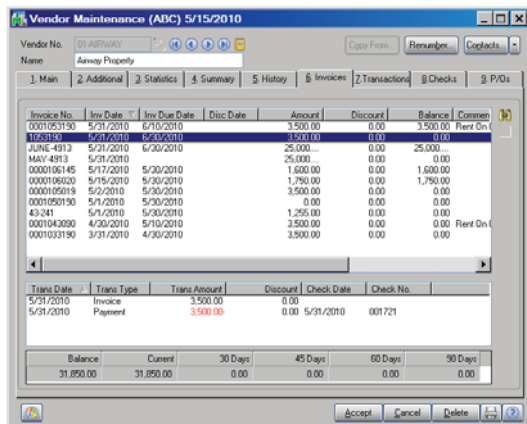 Vendor Maintenance (ABC) 5/15/2010
Vendor No. 01-AIRWAY Copy From... Renumber... Contacts...
Name Airway Property
1. Main 2. Additional 3. Statistics 4. Summary 5. History 6. Invoices 7.Transactions 8.Checks 9. P/Os
Invoice No. Inv Date Inv Due Date Disc Date Amount Discount Balance Commen
0001053190 5/31/2010 6/10/2010 3,500.00 0.00 3,500.00 Rent On
1053190 5/31/2010 6/30/2010 3,500.00 0.00 0.00
JUNE-4913 5/31/2010 6/30/2010 25,000.... 0.00 25,000....
MAY-4913 5/31/2010 25,000.... 0.00 0.00
0000106145 5/17/2010 5/30/2010 1,600.00 0.00 1,600.00
0000106020 5/15/2010 5/30/2010 1,750.00 0.00 1,750.00
0000105019 5/2/2010 5/30/2010 3,500.00 0.00 0.00
0001050190 5/1/2010 5/30/2010 0.00 0.00 0.00
43-241 5/1/2010 5/30/2010 1,255.00 0.00 0.00
0001043090 4/30/2010 5/10/2010 3,500.00 0.00 0.00 Rent On
0001033190 3/31/2010 4/30/2010 3,500.00 0.00 0.00
Trans Date Trans Type Trans Amount Discount Check Date Check No.
5/31/2010 Invoice 3,500.00 0.00
5/31/2010 Payment 3,500.00- 0.00 5/31/2010 001721
Balance Current 30 Days 45 Days 60 Days 90 Days
31,850.00 31,850.00 0.00 0.00 0.00 0.00
Accept Cancel Delete